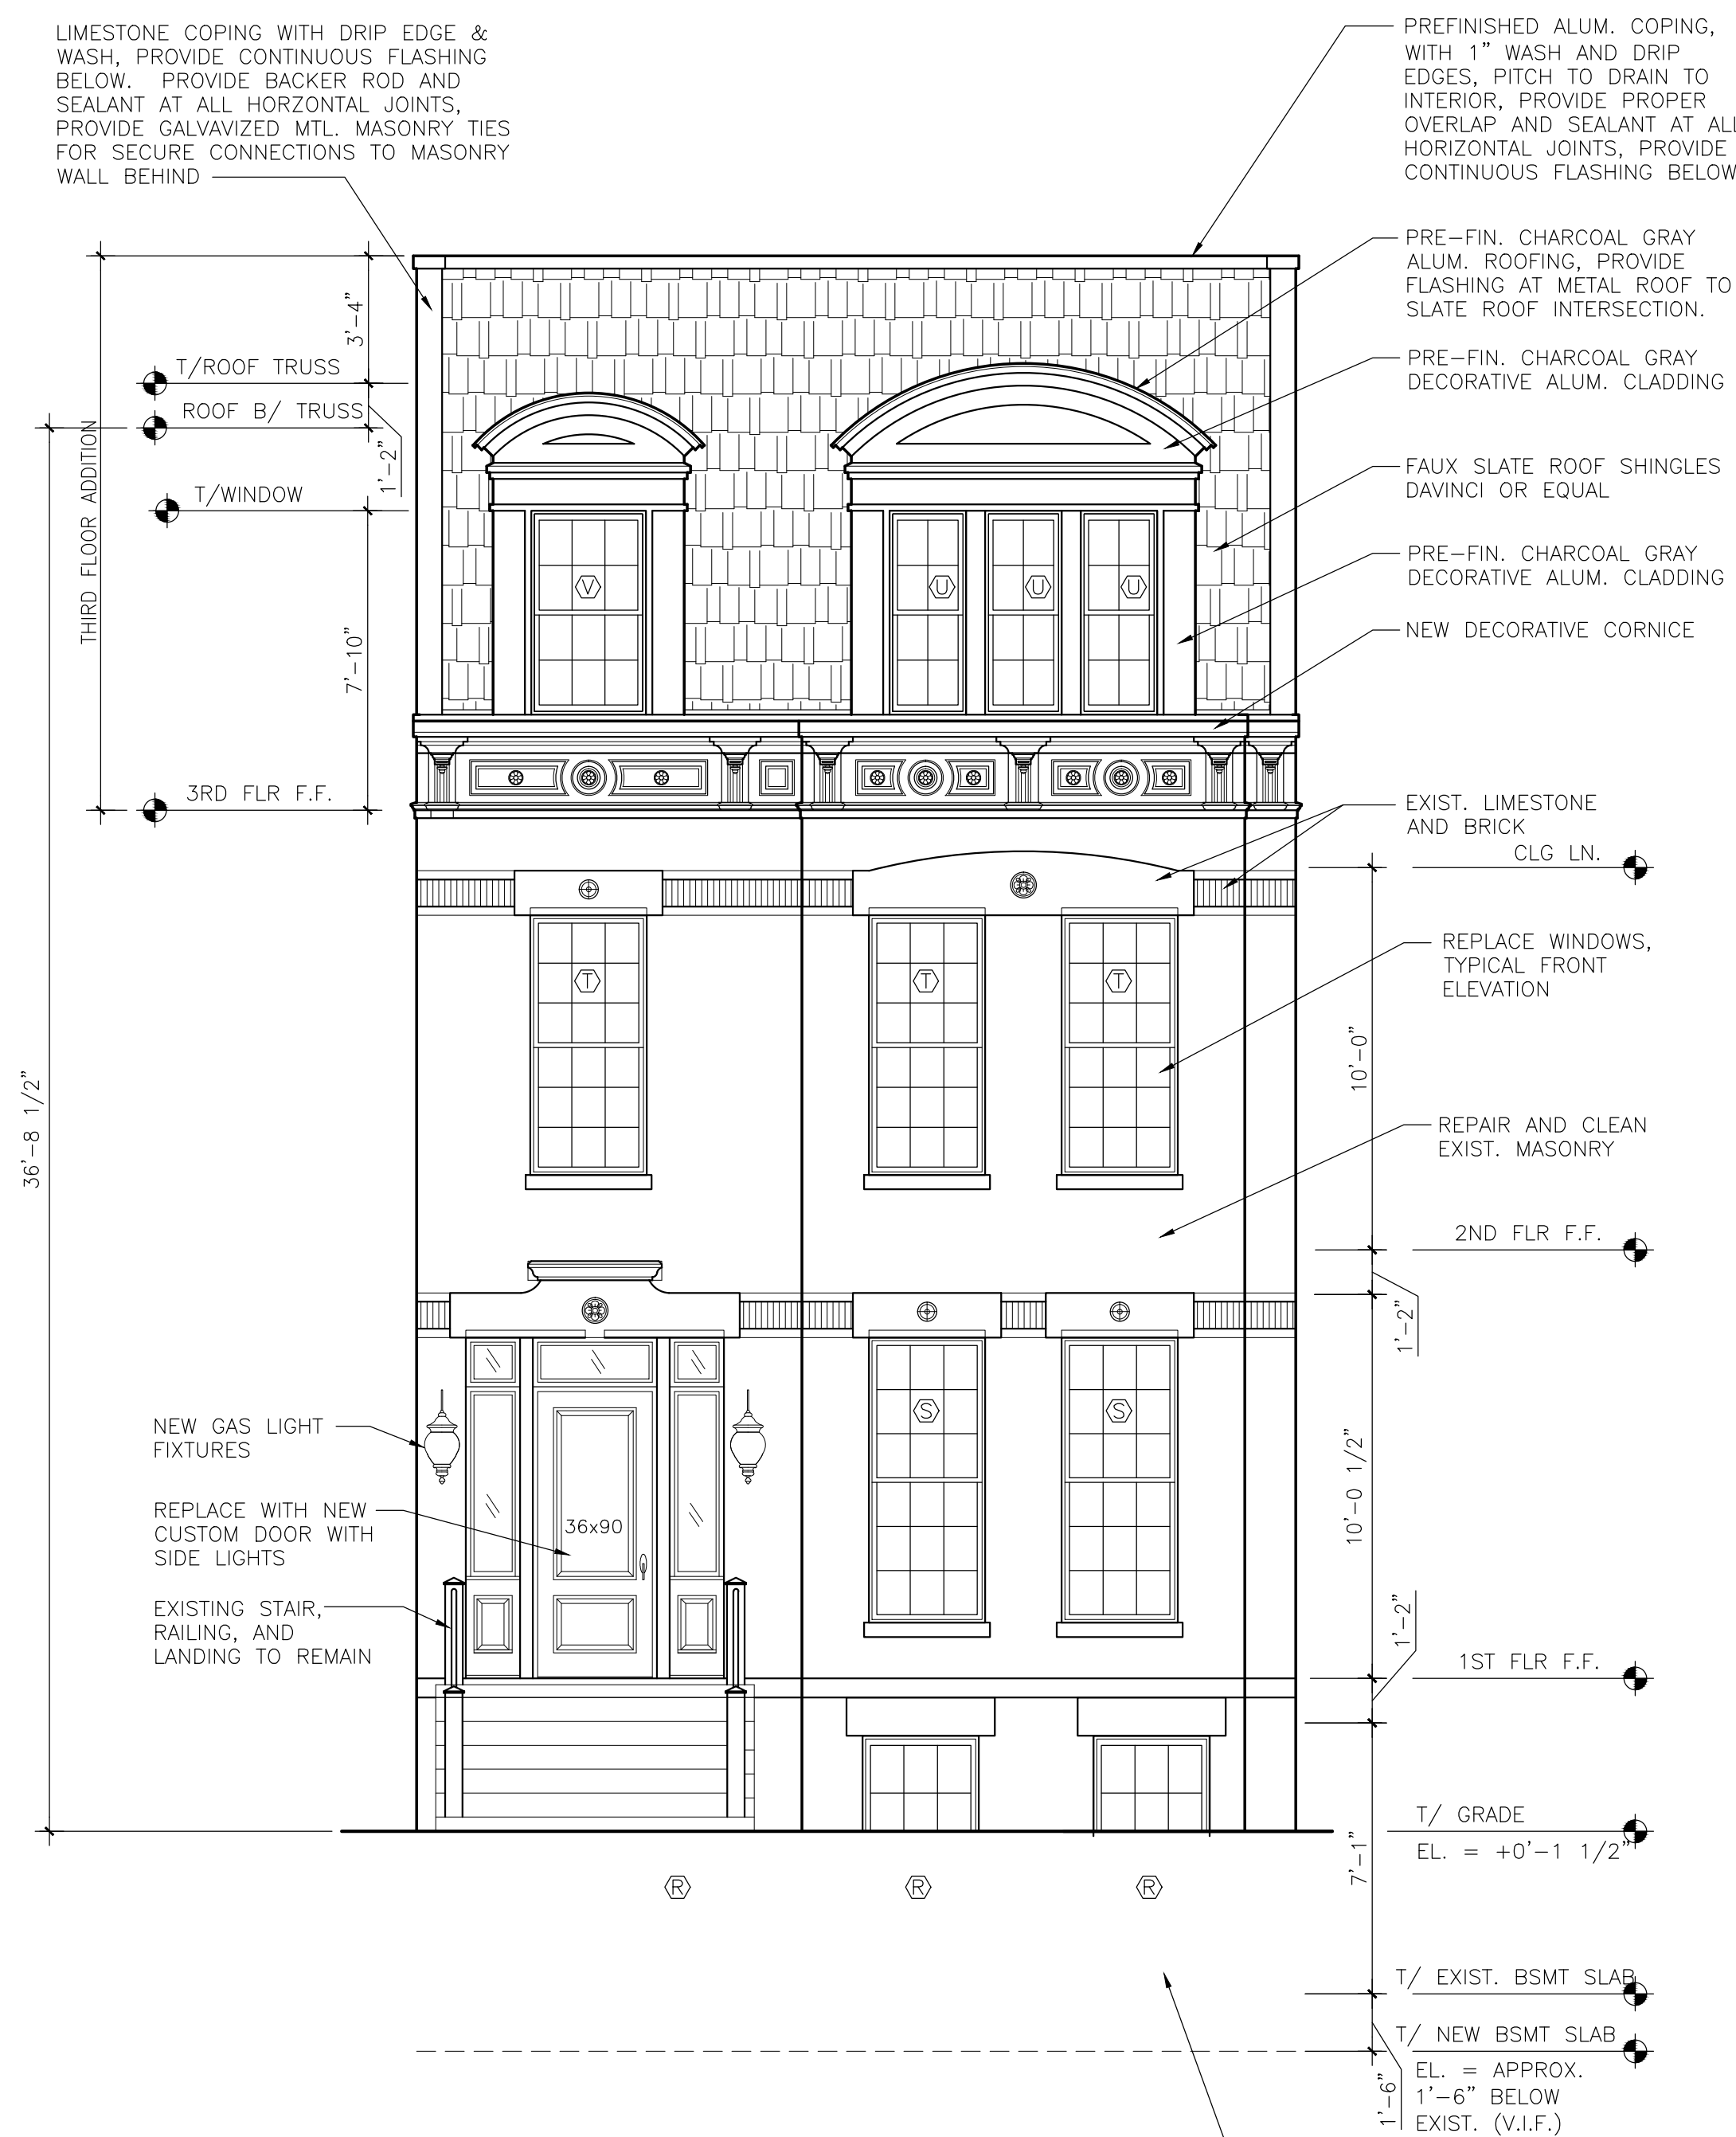 LIMESTONE COPING WITH DRIP EDGE &
WASH, PROVIDE CONTINUOUS FLASHING
BELOW. PROVIDE BACKER ROD AND
SEALANT AT ALL HORZONTAL JOINTS,
PROVIDE GALVAVIZED MTL. MASONRY TIES
FOR SECURE CONNECTIONS TO MASONRY
WALL BEHIND
PREFINISHED ALUM. COPING,
WITH 1" WASH AND DRIP
EDGES, PITCH TO DRAIN TO
INTERIOR, PROVIDE PROPER
OVERLAP AND SEALANT AT ALL
HORIZONTAL JOINTS, PROVIDE
CONTINUOUS FLASHING BELOW
PRE-FIN. CHARCOAL GRAY
ALUM. ROOFING, PROVIDE
FLASHING AT METAL ROOF TO
SLATE ROOF INTERSECTION.
PRE-FIN. CHARCOAL GRAY
DECORATIVE ALUM. CLADDING
FAUX SLATE ROOF SHINGLES
DAVINCI OR EQUAL
PRE-FIN. CHARCOAL GRAY
DECORATIVE ALUM. CLADDING
NEW DECORATIVE CORNICE
EXIST. LIMESTONE
AND BRICK
CLG LN.
REPLACE WINDOWS,
TYPICAL FRONT
ELEVATION
10'-0"
REPAIR AND CLEAN
EXIST. MASONRY
2ND FLR F.F.
1'-2"
10'-0 1/2"
1'-2"
1ST FLR F.F.
T/ GRADE
EL. = +0'-1 1/2"
7'-1"
T/ EXIST. BSMT SLAB
T/ NEW BSMT SLAB
EL. = APPROX.
1'-6" BELOW
EXIST. (V.I.F.)
1'-6"
3'-4"
T/ROOF TRUSS
ROOF B/ TRUSS
1'-2"
T/WINDOW
THIRD FLOOR ADDITION
7'-10"
3RD FLR F.F.
36'-8 1/2"
V
U
U
U
T
T
T
S
S
NEW GAS LIGHT
FIXTURES
REPLACE WITH NEW
CUSTOM DOOR WITH
SIDE LIGHTS
36x90
EXISTING STAIR,
RAILING, AND
LANDING TO REMAIN
R
R
R